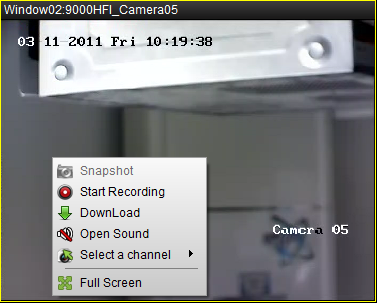 Window02:9000HFI_Camera05
03 11 2011 Fri 10:19:38
Snapshot
Start Recording
DownLoad
Open Sound
Select a channel
Full Screen
Camera 05